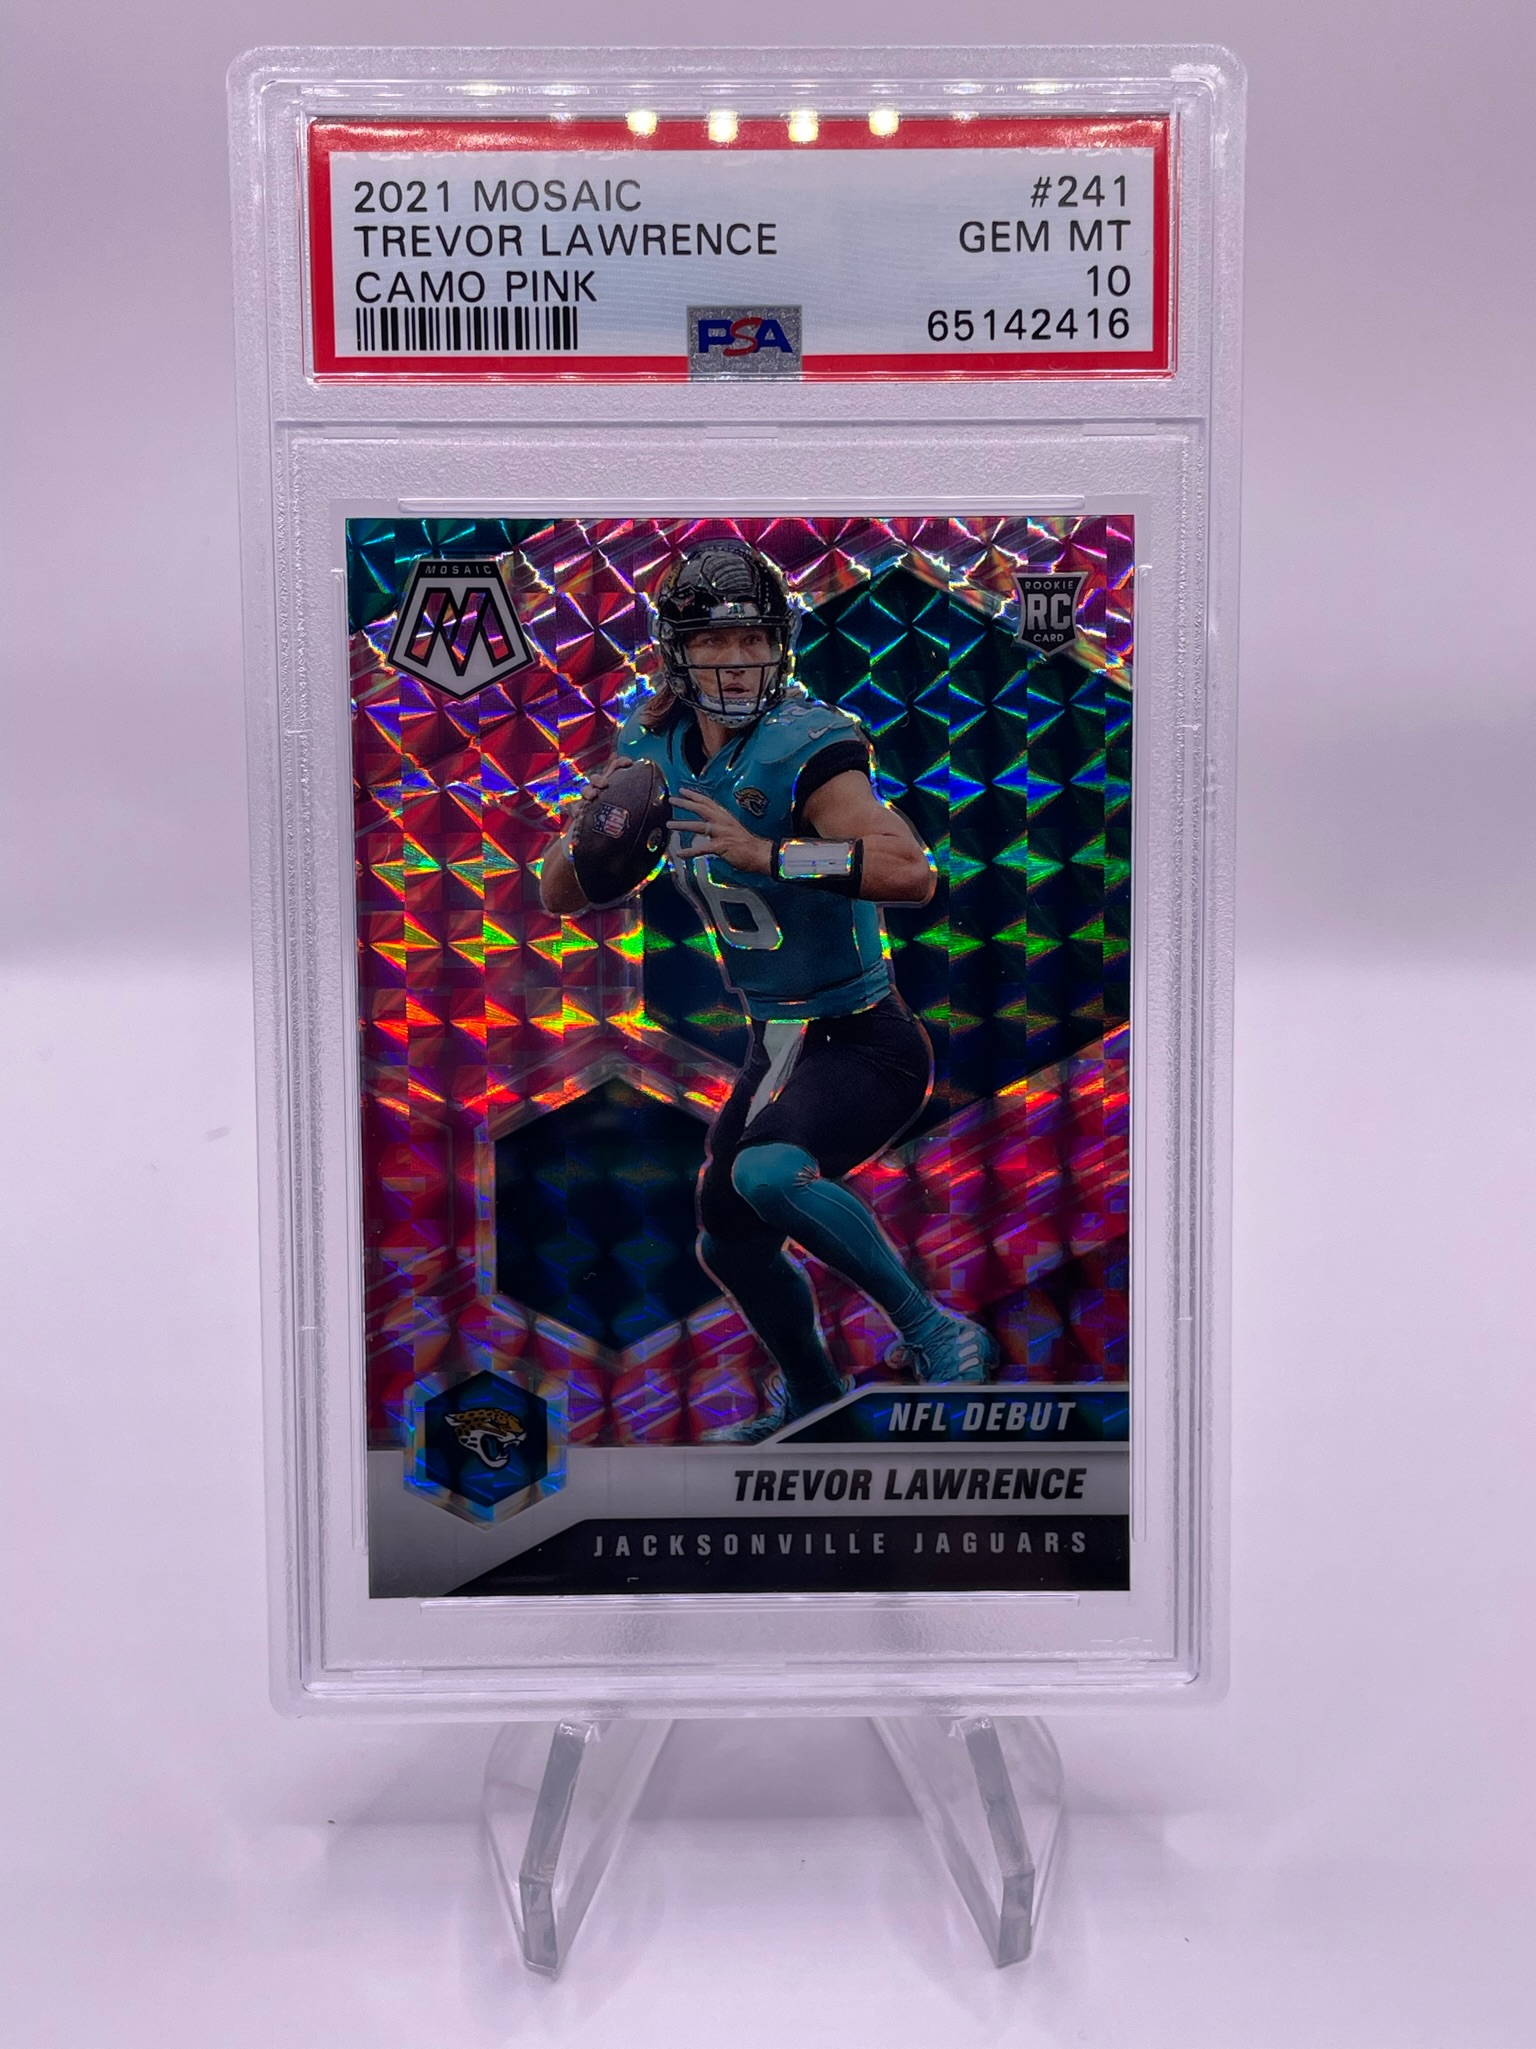 2021 MOSAIC #241
TREVOR LAWRENCE GEM MT
CAMO PINK 10
PSA 65142416
MOSAIC
M
ROOKIE
RC
CARD
16
NFL DEBUT
TREVOR LAWRENCE
JACKSONVILLE JAGUARS